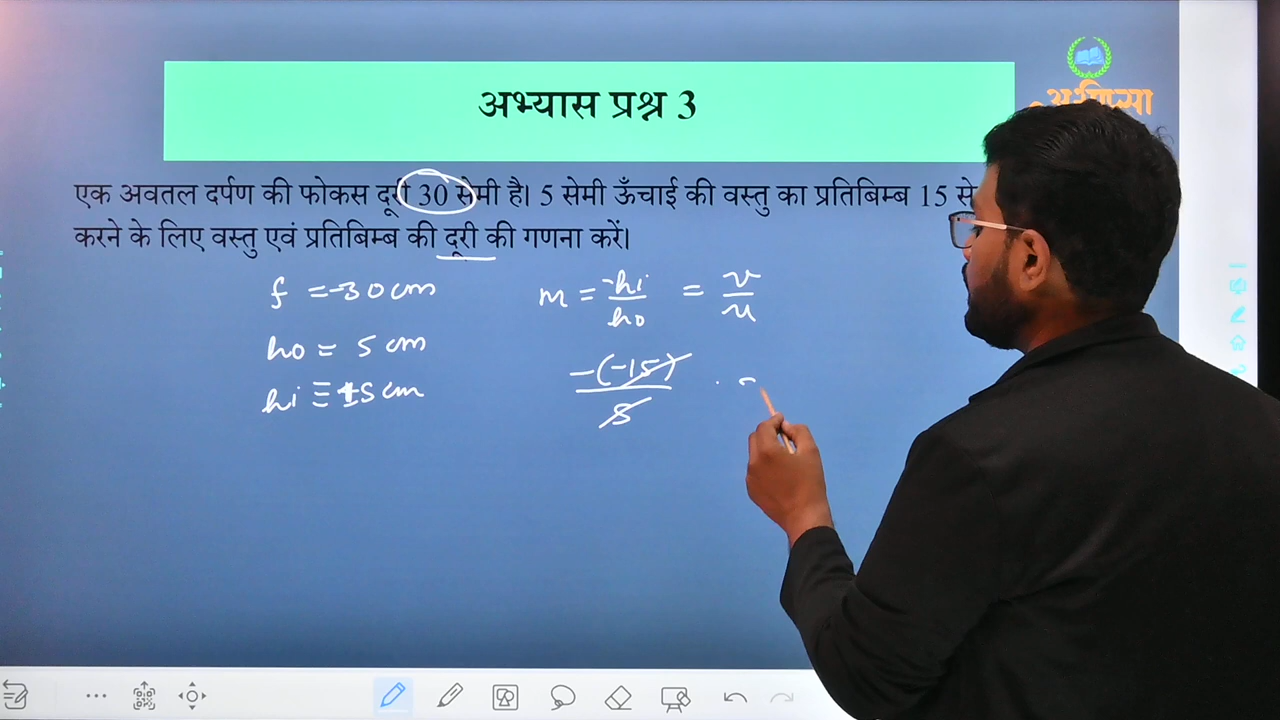 अभ्यास प्रश्न 3
एक अवतल दर्पण की फोकस दूरी 30 सेमी है। 5 सेमी ऊँचाई की वस्तु का प्रतिबिम्ब 15 से
करने के लिए वस्तु एवं प्रतिबिम्ब की दूरी की गणना करें।
f = -30 cm
m = -hi/ho = v/u
ho = 5 cm
-(-15)/5
hi = 15 cm